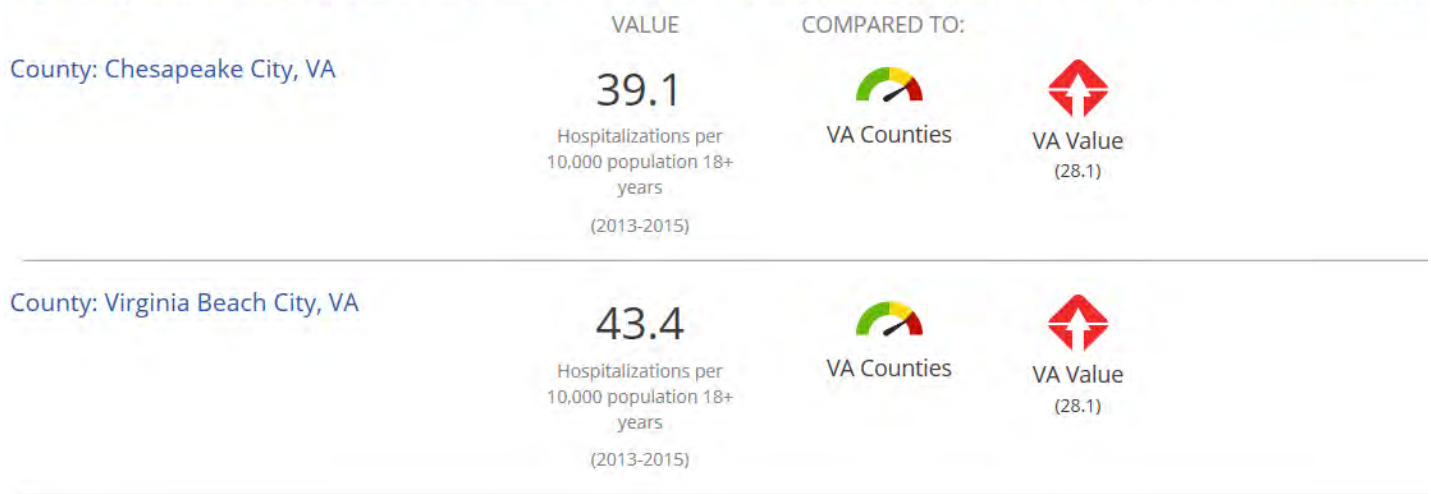 VALUE
COMPARED TO:
County: Chesapeake City, VA
39.1
Hospitalizations per
10,000 population 18+
years
(2013-2015)
VA Counties
VA Value
(28.1)
County: Virginia Beach City, VA
43.4
Hospitalizations per
10,000 population 18+
years
(2013-2015)
VA Counties
VA Value
(28.1)